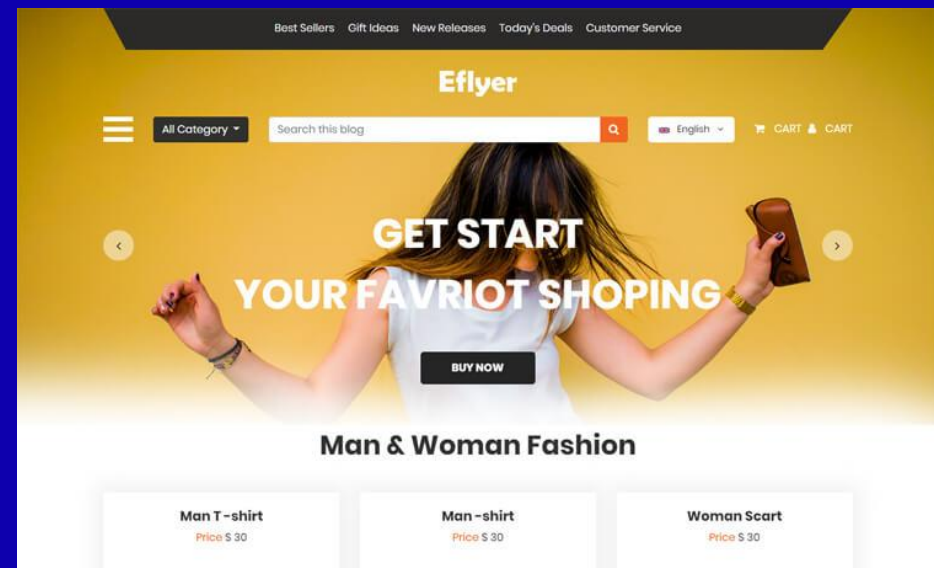 Best Sellers Gift Ideas New Releases Today's Deals Customer Service
Eflyer
All Category Search this blog English CART CART
GET START
YOUR FAVRIOT SHOPING
BUY NOW
Man & Woman Fashion
Man T -shirt Man -shirt Woman Scart
Price $ 30 Price $ 30 Price $ 30